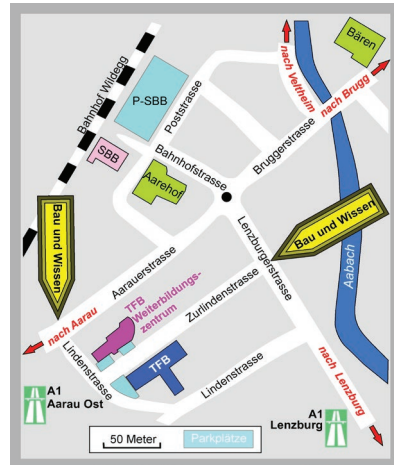 Bären
nach Veltheim
nach Brugg
Bahnhof Wildegg
P-SBB
Poststrasse
SBB
Bahnhofstrasse
Bruggerstrasse
Aarehof
Bau und Wissen
Bau und Wissen
Aarauerstrasse
Lenzburgerstrasse
Aabach
TFB
Weiterbildungs-
zentrum
Zurlindenstrasse
nach Aarau
Lindenstrasse
TFB
Lindenstrasse
nach Lenzburg
A1
Aarau Ost
A1
Lenzburg
50 Meter
Parkplätze